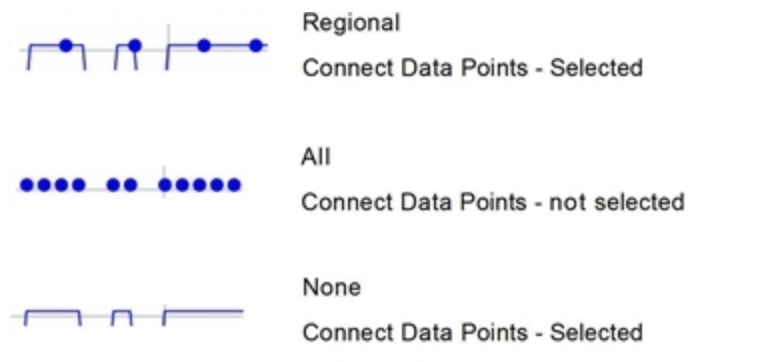 Regional
Connect Data Points - Selected
All
Connect Data Points - not selected
None
Connect Data Points - Selected